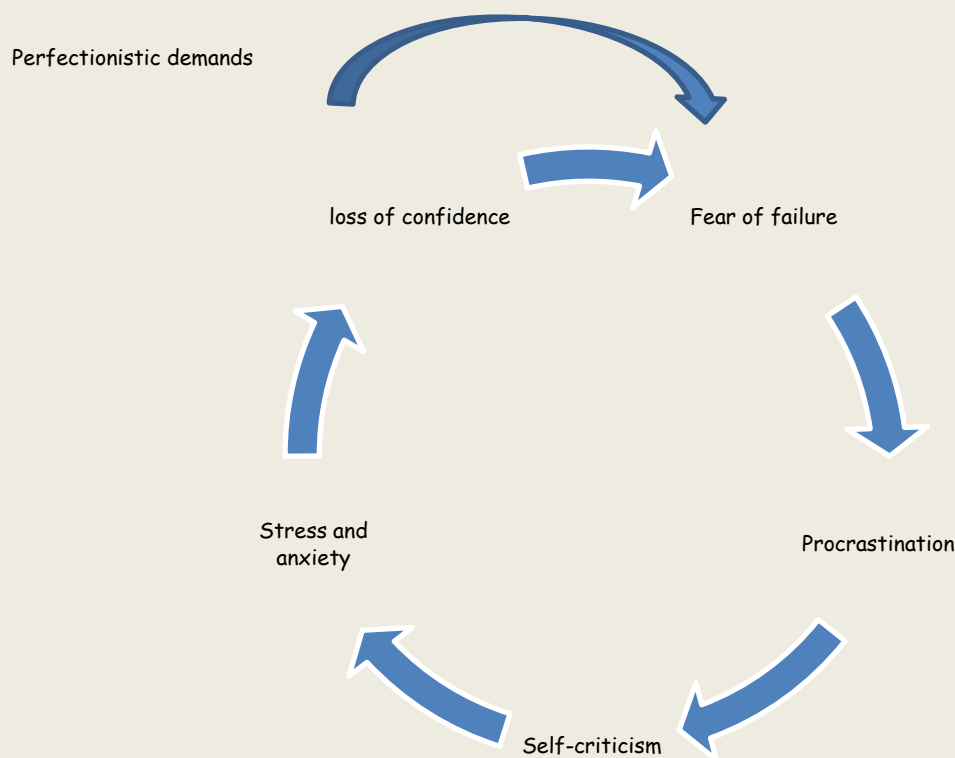 Perfectionistic demands
loss of confidence
Fear of failure
Stress and
anxiety
Procrastination
Self-criticism